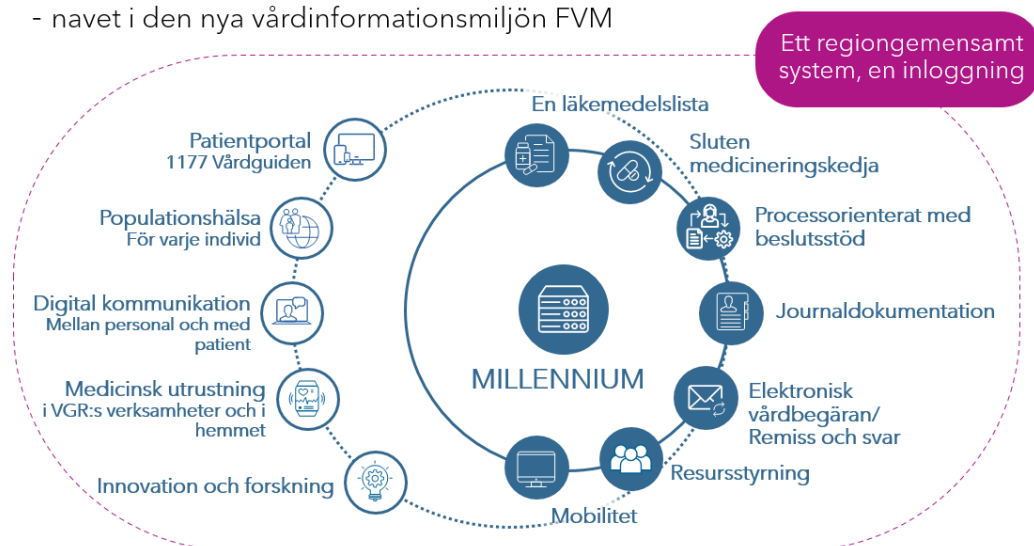 - navet i den nya vårdinformationsmiljön FVM
Ett regiongemensamt
system, en inloggning
En läkemedelslista
Sluten
medicineringskedja
Processorienterat med
beslutsstöd
Journaldokumentation
Elektronisk
vårdbegäran/
Remiss och svar
Resursstyrning
Mobilitet
MILLENNIUM
Patientportal
1177 Vårdguiden
Populationshälsa
För varje individ
Digital kommunikation
Mellan personal och med
patient
Medicinsk utrustning
i VGR:s verksamheter och i
hemmet
Innovation och forskning